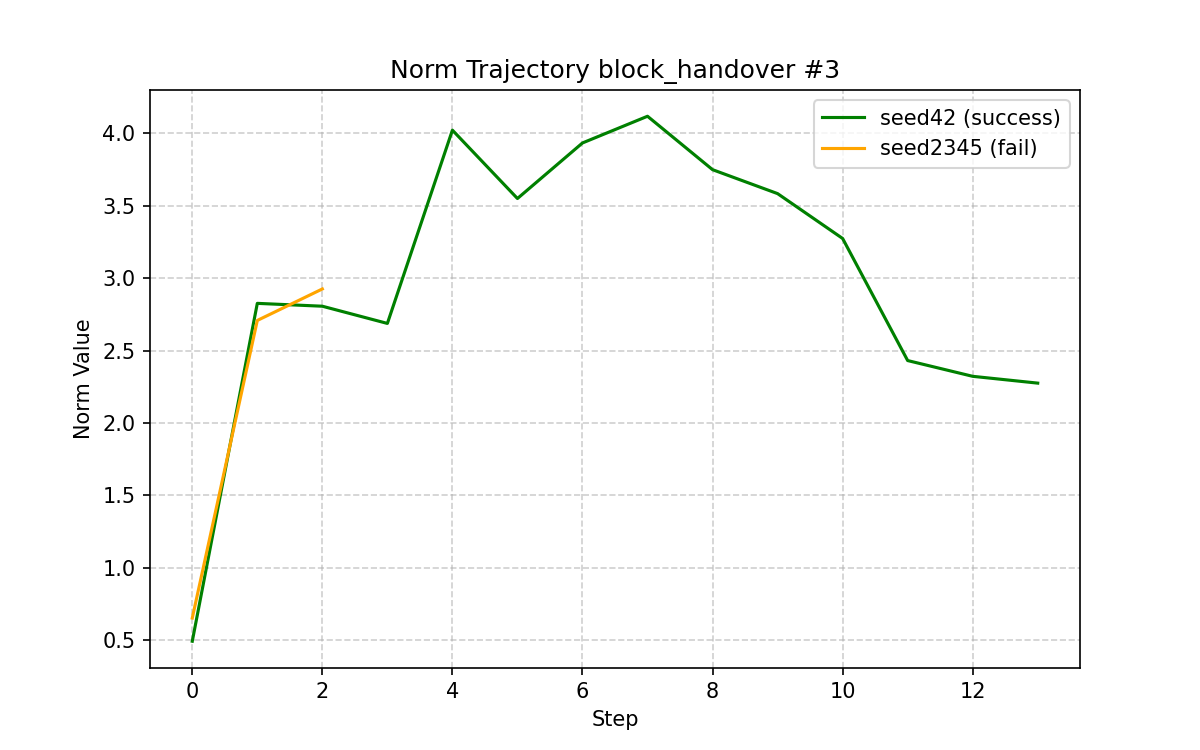 Norm Trajectory block_handover #3
seed42 (success)
seed2345 (fail)
Norm Value
4.0
3.5
3.0
2.5
2.0
1.5
1.0
0.5
0 2 4 6 8 10 12
Step